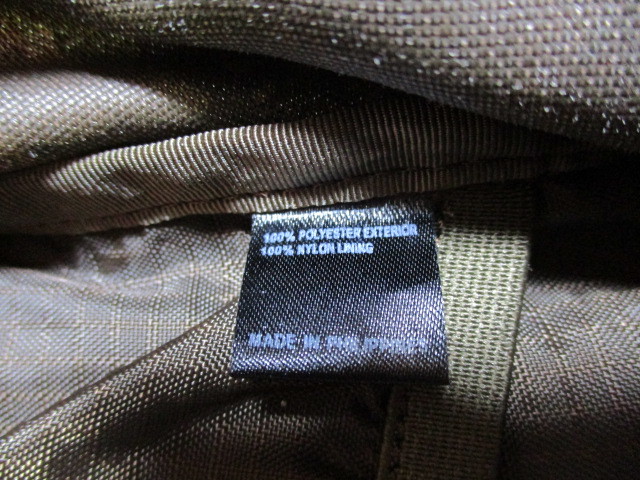 100% POLYESTER EXTERIOR
100% NYLON LINING
MADE IN PHILIPPINES